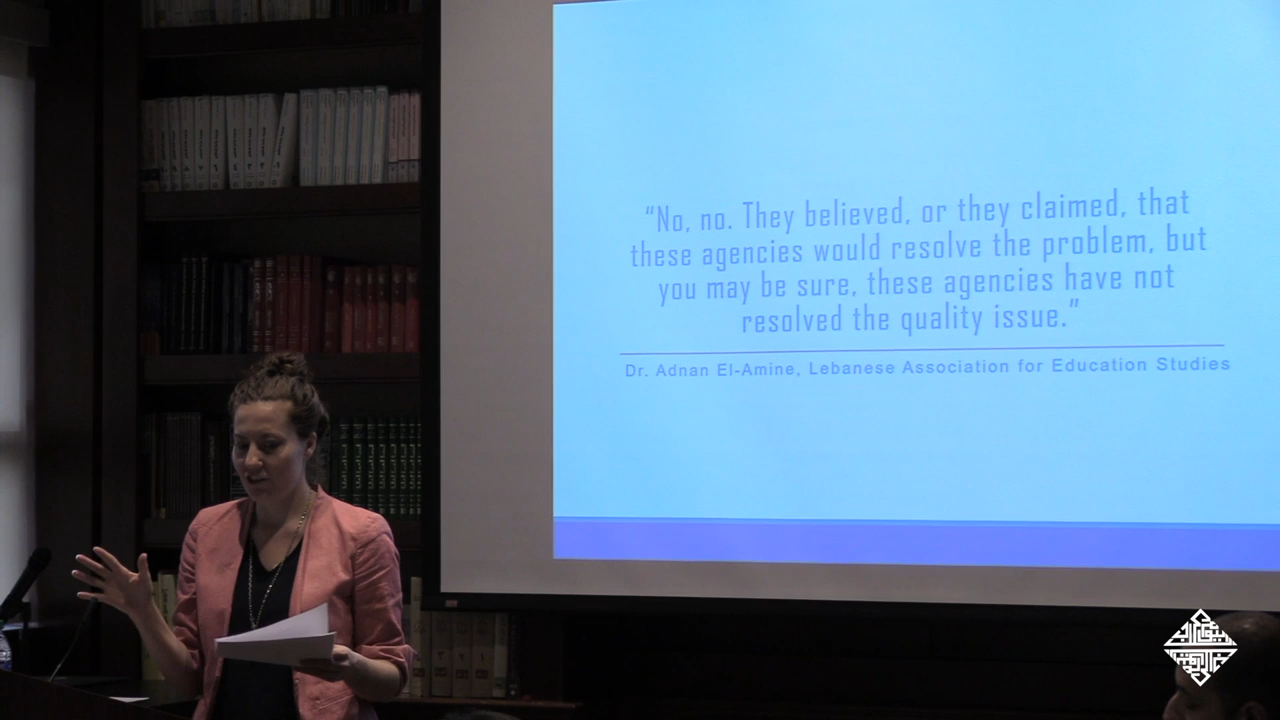 “No, no. They believed, or they claimed, that
these agencies would resolve the problem, but
you may be sure, these agencies have not
resolved the quality issue.”
Dr. Adnan El-Amine, Lebanese Association for Education Studies